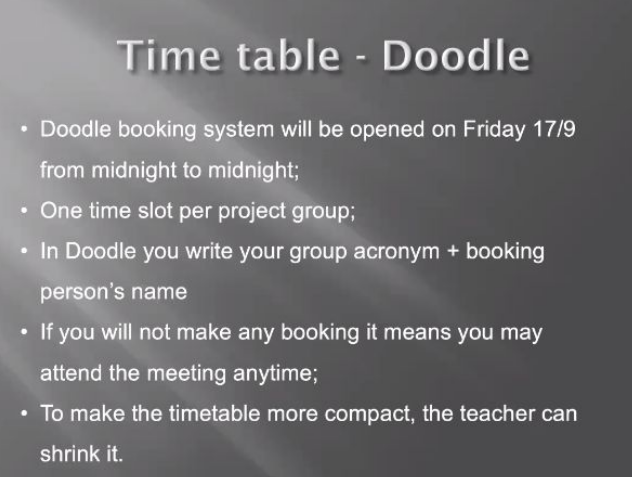 Time table - Doodle
• Doodle booking system will be opened on Friday 17/9
from midnight to midnight;
• One time slot per project group;
• In Doodle you write your group acronym + booking
person's name
• If you will not make any booking it means you may
attend the meeting anytime;
• To make the timetable more compact, the teacher can
shrink it.